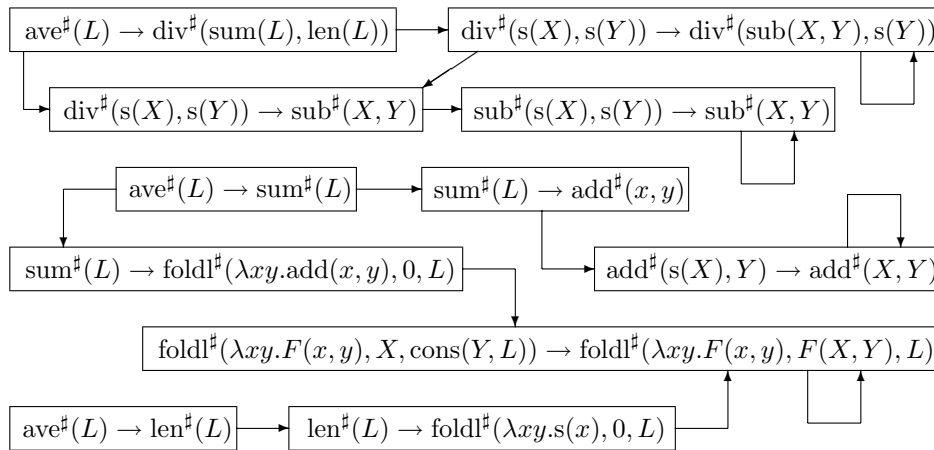 ave♯(L) → div♯(sum(L), len(L)) div♯(s(X), s(Y)) → div♯(sub(X, Y), s(Y))
div♯(s(X), s(Y)) → sub♯(X, Y) sub♯(s(X), s(Y)) → sub♯(X, Y)
ave♯(L) → sum♯(L) sum♯(L) → add♯(x, y)
sum♯(L) → foldl♯(λxy.add(x, y), 0, L) add♯(s(X), Y) → add♯(X, Y)
foldl♯(λxy.F(x, y), X, cons(Y, L)) → foldl♯(λxy.F(x, y), F(X, Y), L)
ave♯(L) → len♯(L) len♯(L) → foldl♯(λxy.s(x), 0, L)